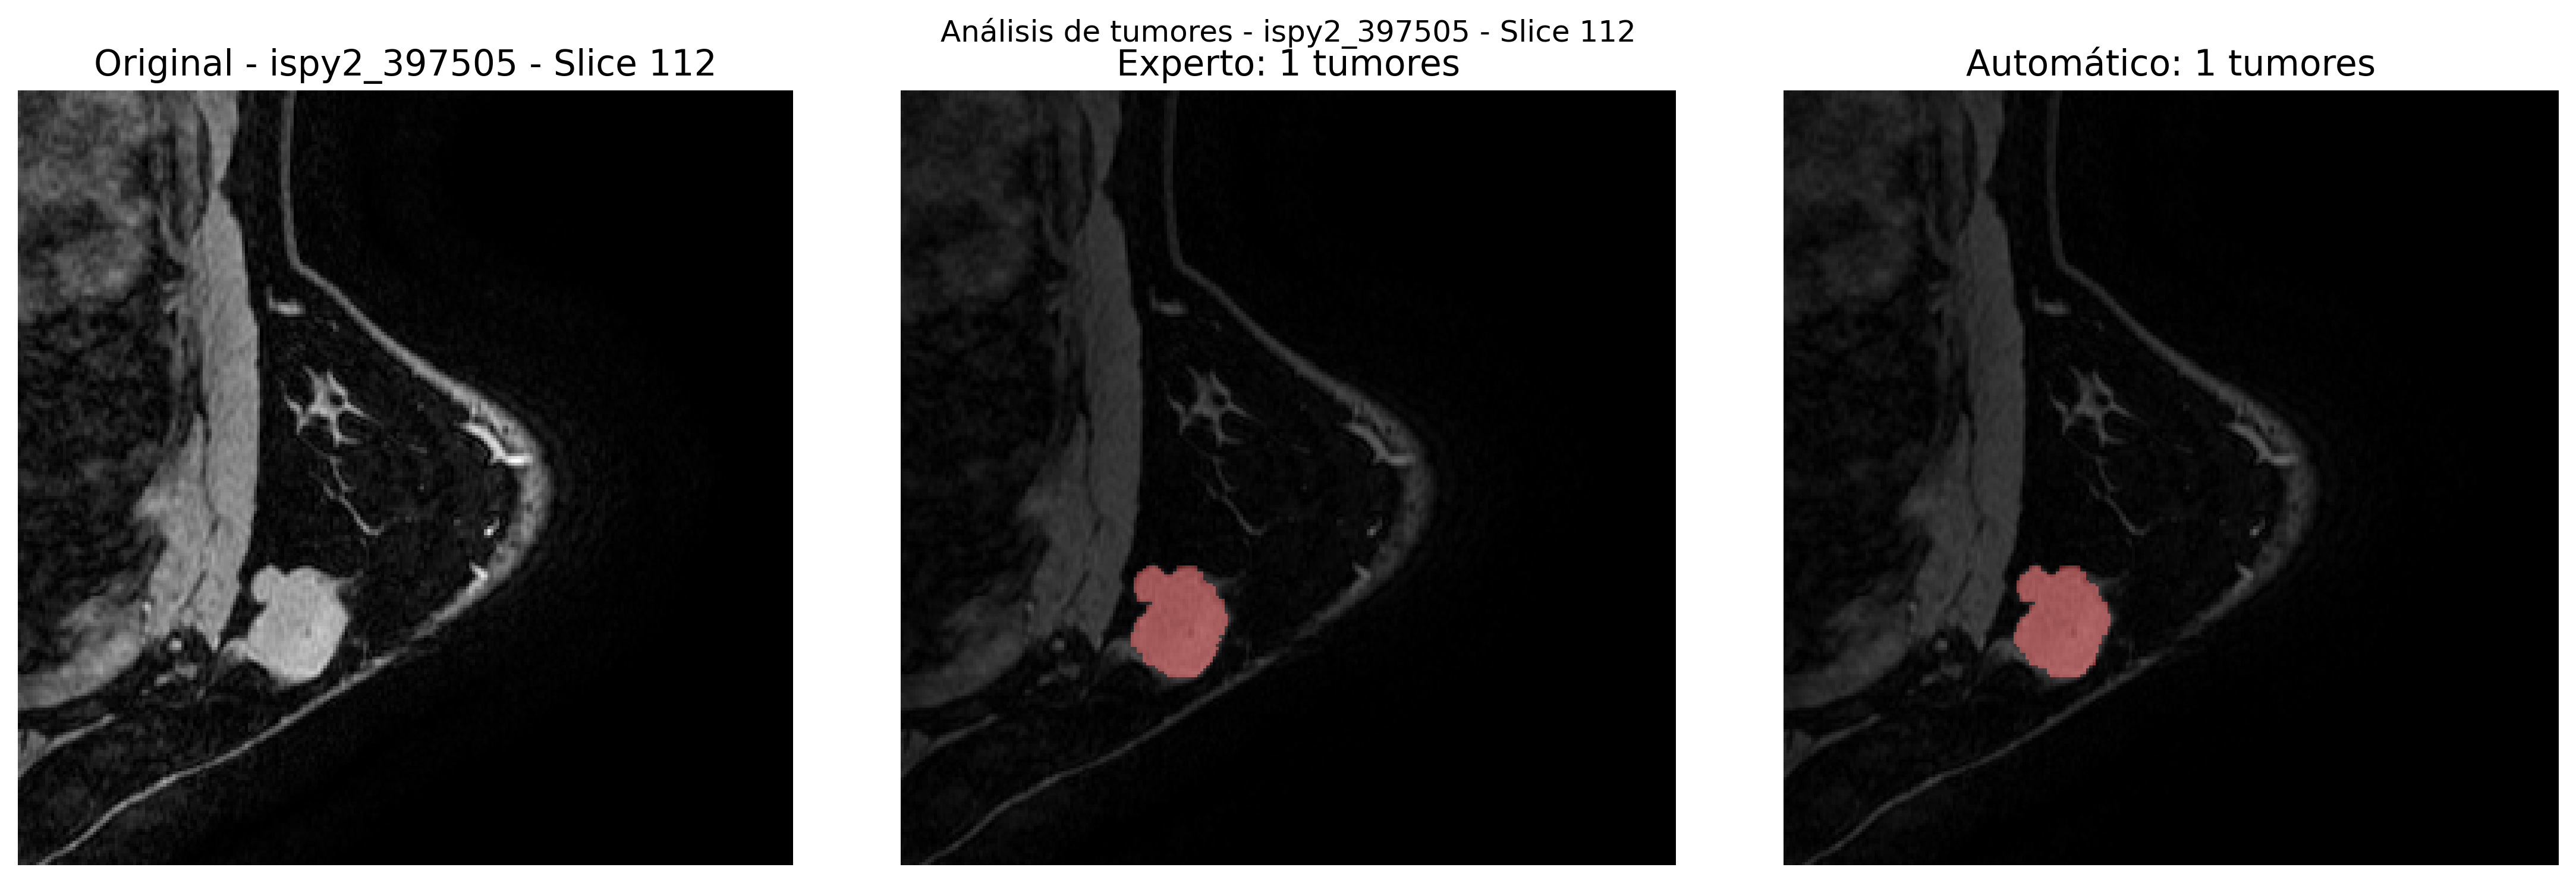 Análisis de tumores - ispy2_397505 - Slice 112
Original - ispy2_397505 - Slice 112
Experto: 1 tumores
Automático: 1 tumores